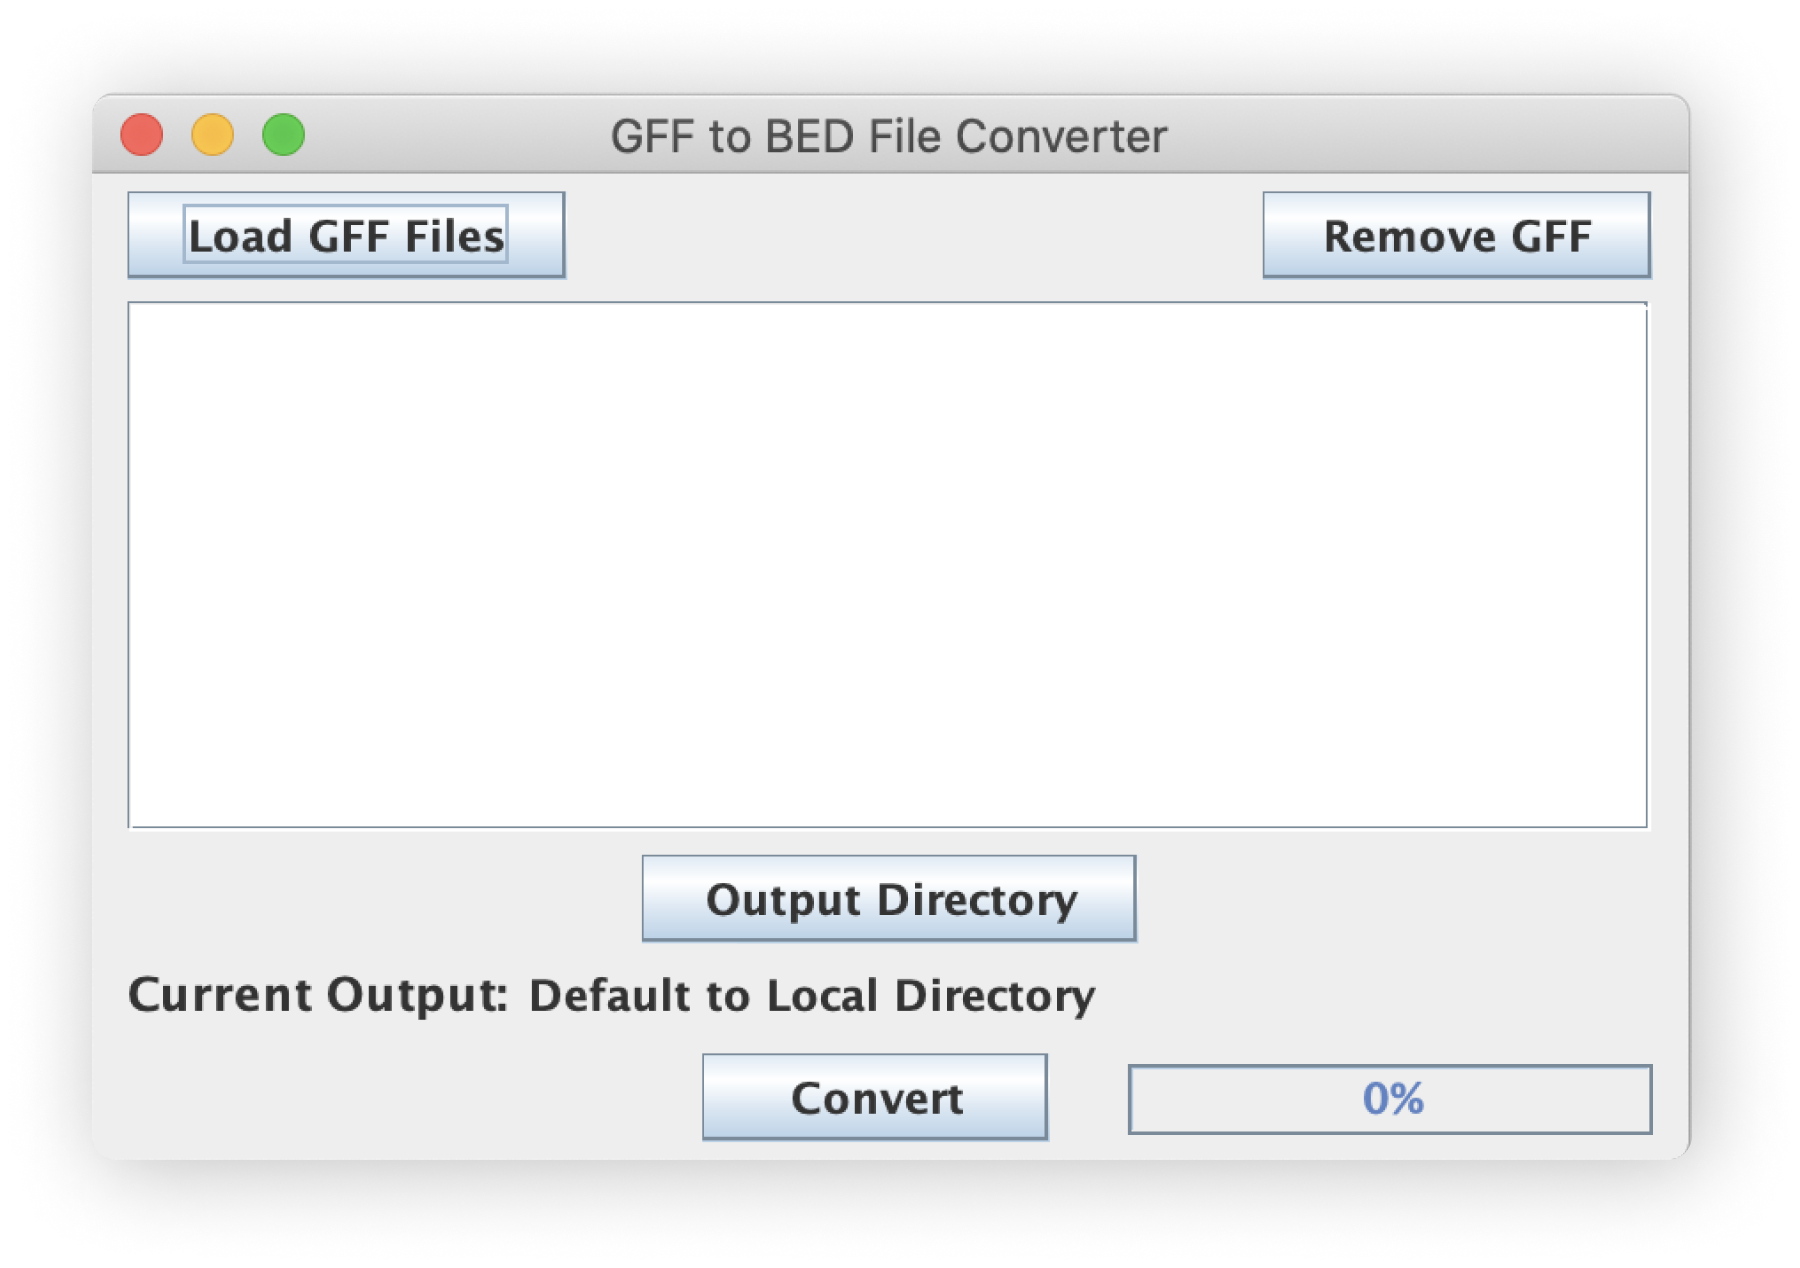 GFF to BED File Converter
Load GFF Files
Remove GFF
Output Directory
Current Output: Default to Local Directory
Convert
0%